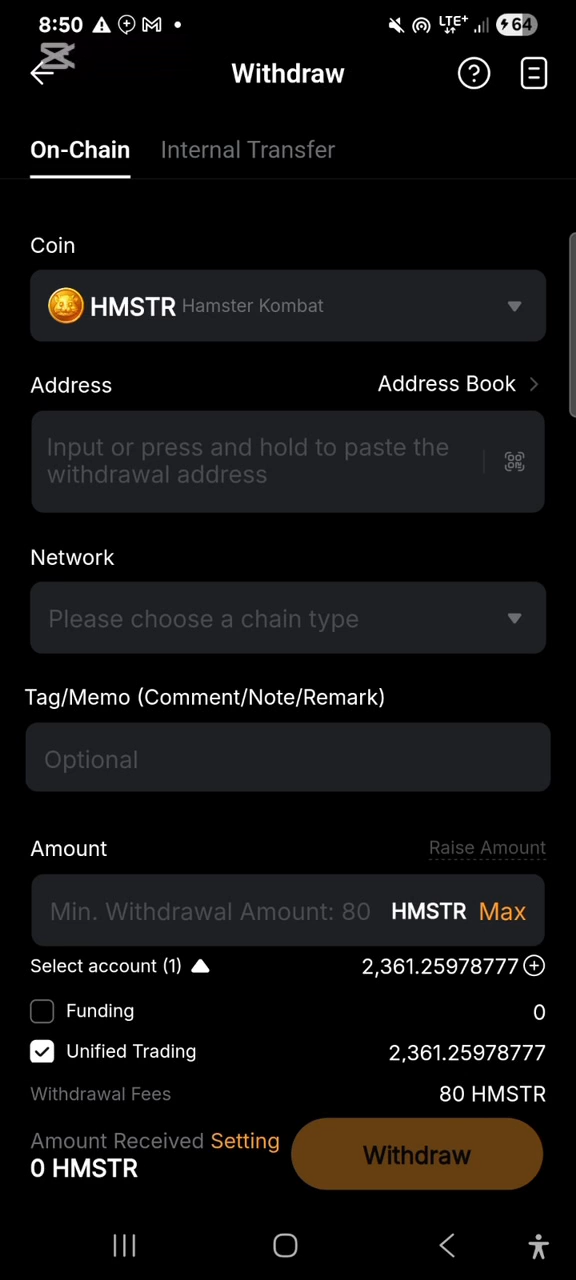 8:50
LTE+
64
Withdraw
On-Chain
Internal Transfer
Coin
HMSTR Hamster Kombat
Address
Address Book
Input or press and hold to paste the
withdrawal address
Network
Please choose a chain type
Tag/Memo (Comment/Note/Remark)
Optional
Amount
Raise Amount
Min. Withdrawal Amount: 80
HMSTR
Max
Select account (1)
2,361.25978777
Funding
0
Unified Trading
2,361.25978777
Withdrawal Fees
80 HMSTR
Amount Received Setting
0 HMSTR
Withdraw